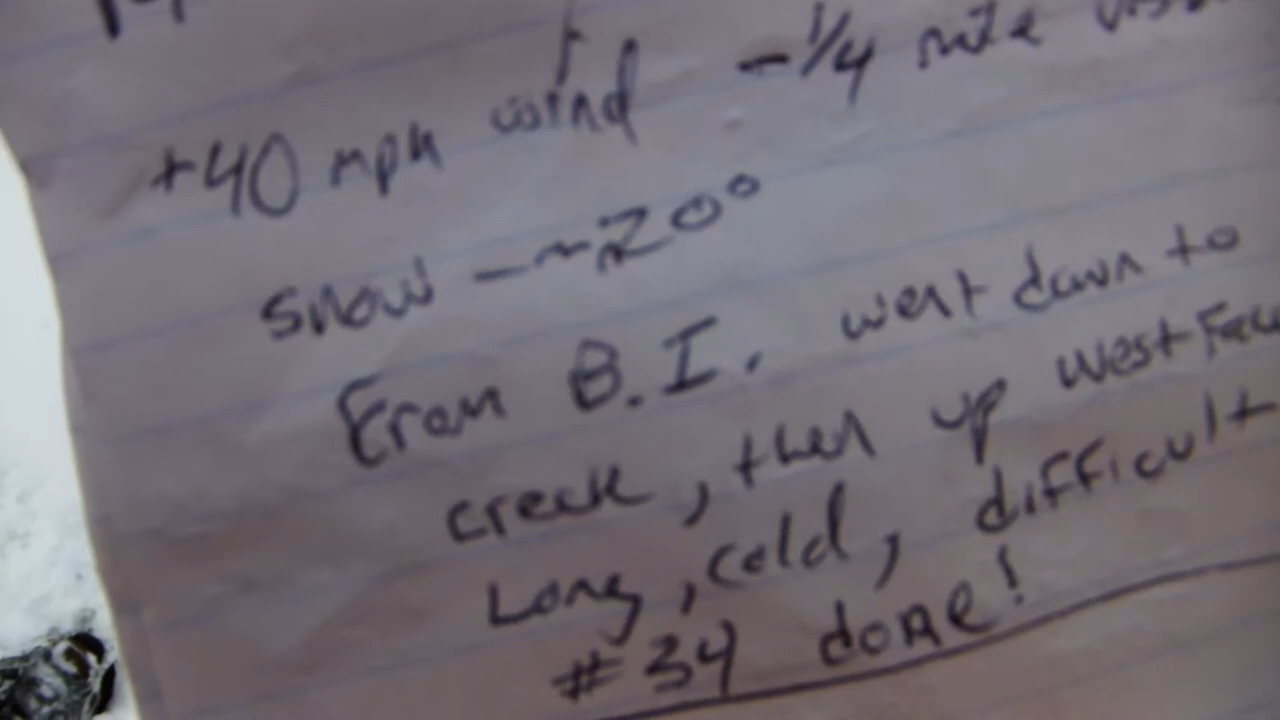 +40 mph wind -1/4 mile
snow - ~20°
From B.I. went down to
creek, then up West
Long, cold, difficult
#34 done!